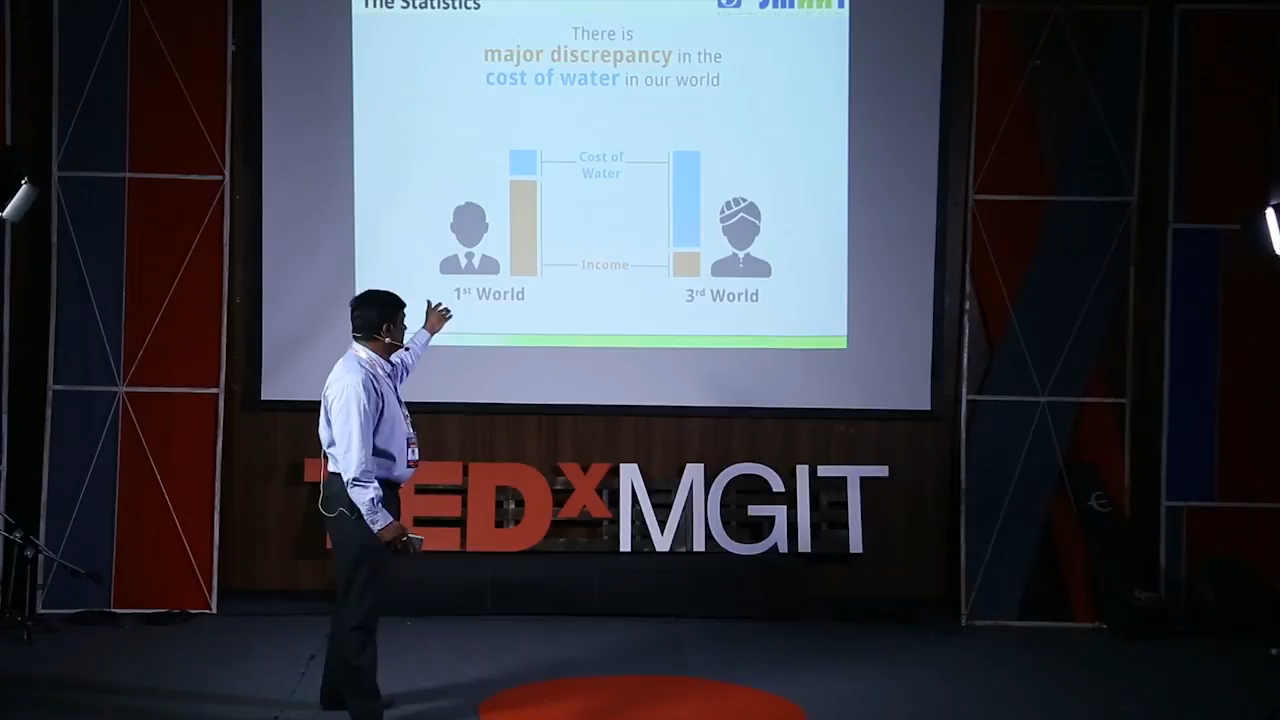 The Statistics
There is
major discrepancy in the
cost of water in our world
Cost of
Water
Income
1st World
3rd World
TEDxMGIT